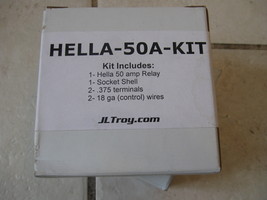 HELLA-50A-KIT
Kit Includes:
1- Hella 50 amp Relay
1- Socket Shell
2- .375 terminals
2- 18 ga (control) wires
JLTroy.com